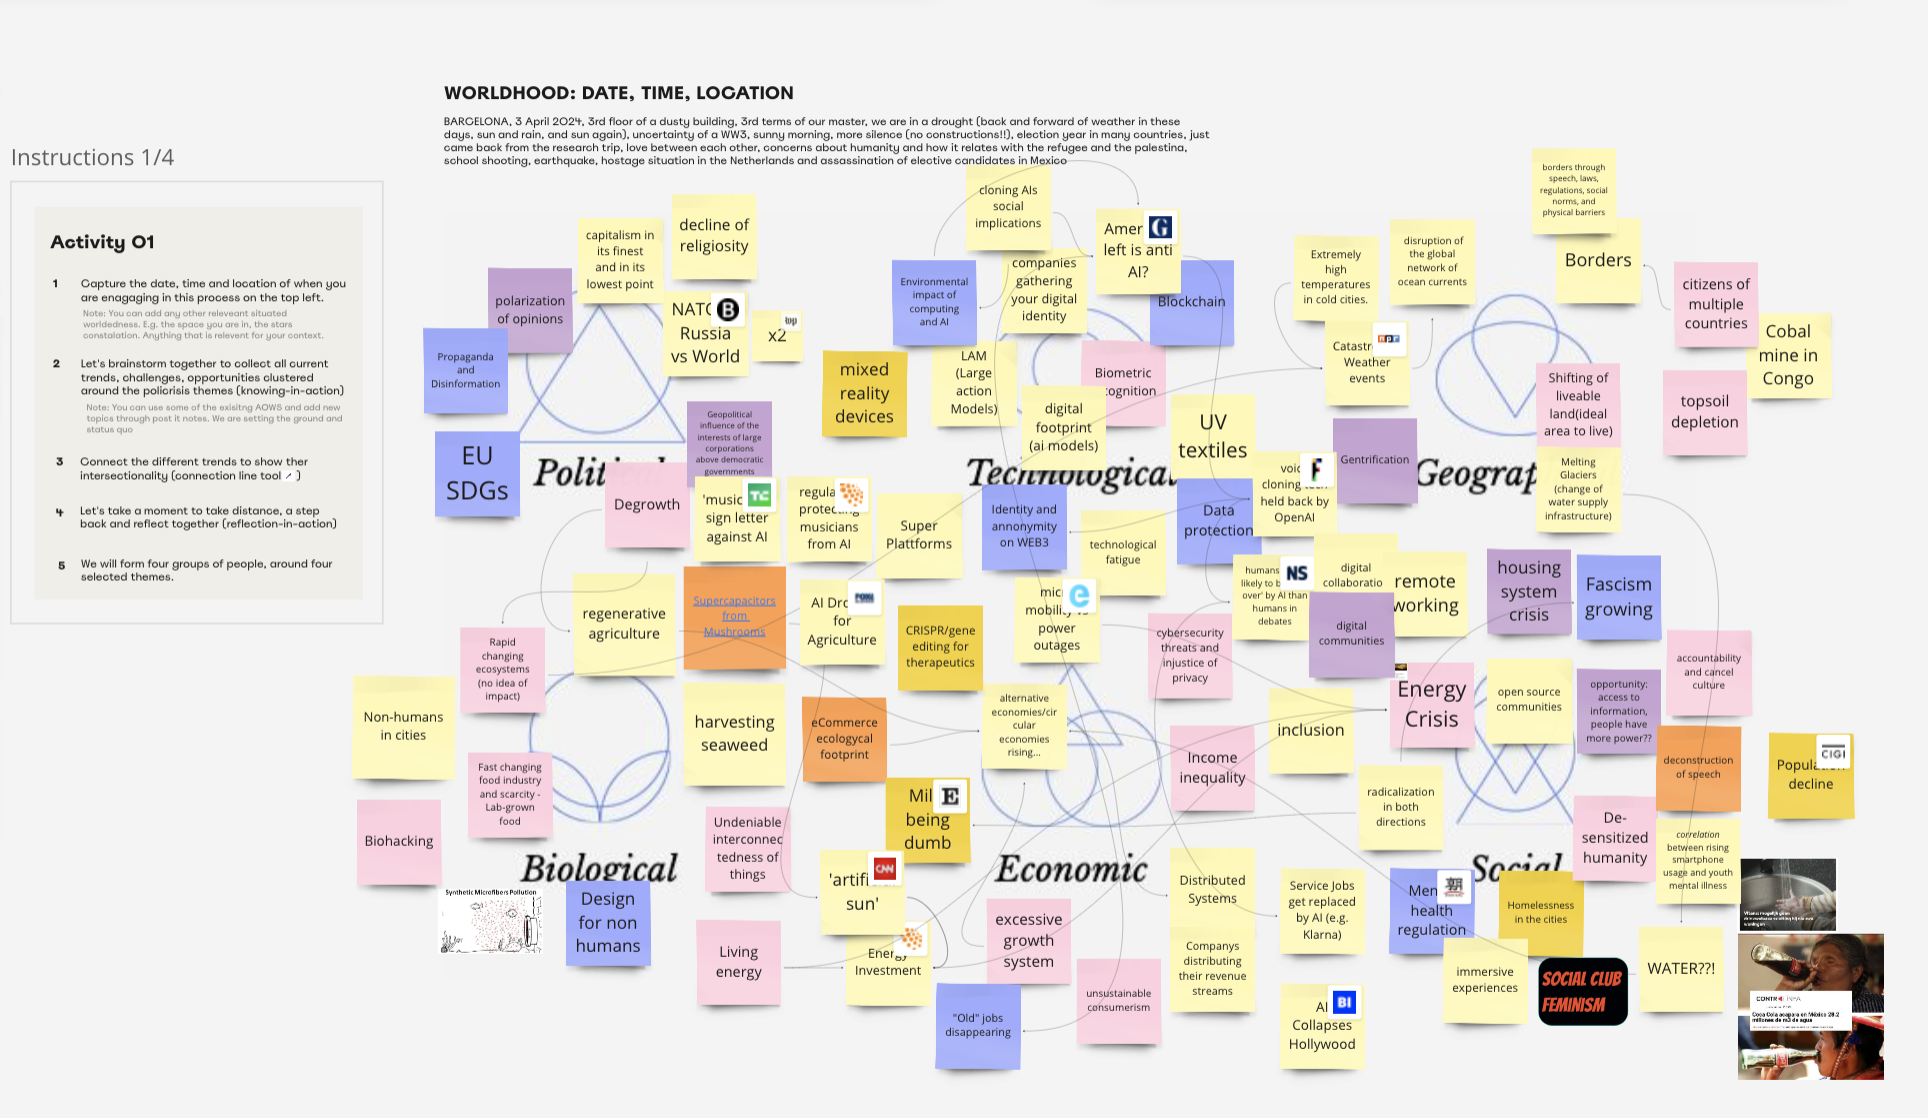 WORLDHOOD: DATE, TIME, LOCATION
BARCELONA, 3 April 2024, 3rd floor of a dusty building, 3rd terms of our master, we are in a drought (back and forward of weather in these
days, sun and rain, and sun again), uncertainty of a WW3, sunny morning, more silence (no constructions!!), election year in many countries, just
came back from the research trip, love between each other, concerns about humanity and how it relates with the refugee and the palestina,
school shooting, earthquake, hostage situation in the Netherlands and assassination of elective candidates in Mexico
Instructions 1/4
Activity 01
1 Capture the date, time and location of when you
are enagaging in this process on the top left.
Note: You can add any other releveant situated
worldedness. E.g. the space you are in, the stars
constalation. Anything that is relevent for your context.
2 Let's brainstorm together to collect all current
trends, challenges, opportunities clustered
around the policrisis themes (knowing-in-action)
Note: You can use some of the exisitng AOWS and add new
topics through post it notes. We are setting the ground and
status quo
3 Connect the different trends to show ther
intersectionality (connection line tool )
4 Let's take a moment to take distance, a step
back and reflect together (reflection-in-action)
5 We will form four groups of people, around four
selected themes.
capitalism in
its finest
and in its
lowest point
decline of
religiosity
polarization
of opinions
NATO
Russia
vs World
x2
Propaganda
and
Disinformation
EU
SDGs
Geopolitical
influence of the
interests of large
corporations
above democratic
governments
Political
Degrowth
'music
sign letter
against AI
musicians
from AI
Super
Plattforms
mixed
reality
devices
cloning AIs
social
implications
companies
gathering
your digital
identity
Amer
left is anti
AI?
Environmental
impact of
computing
and AI
Blockchain
LAM
(Large
action
Models)
Biometric
digital
footprint
(ai models)
UV
textiles
Technological
Identity and
annonymity
on WEB3
technological
fatigue
Data
protection
cloning tech
held back by
OpenAI
Extremely
high
temperatures
in cold cities.
disruption of
the global
network of
ocean currents
borders through
speech, laws,
regulations, social
norms, and
physical barriers
Borders
citizens of
multiple
countries
Cobal
mine in
Congo
Weather
events
npr
Shifting of
liveable
land(ideal
area to live)
topsoil
depletion
Gentrification
Geograp
Melting
Glaciers
(change of
water supply
infrastructure)
regenerative
agriculture
Supercapacitors
from
Mushrooms
AI Dro
for
Agriculture
CRISPR/gene
editing for
therapeutics
mobility vs
power
outages
cybersecurity
threats and
injustice of
privacy
humans
over' by AI than
humans in
debates
NS
digital
collaboratio
remote
working
digital
communities
housing
system
crisis
Fascism
growing
Rapid
changing
ecosystems
(no idea of
impact)
Non-humans
in cities
harvesting
seaweed
eCommerce
ecologycal
footprint
alternative
economies/cir
cular
economies
rising...
Energy
Crisis
open source
communities
opportunity:
access to
information,
people have
more power??
accountability
and cancel
culture
inclusion
Income
inequality
deconstruction
of speech
Population
decline
CIGI
Fast changing
food industry
and scarcity -
Lab-grown
food
Biohacking
Undeniable
interconnec
tedness of
things
Mil
being
dumb
E
radicalization
in both
directions
De-
sensitized
humanity
correlation
between rising
smartphone
usage and youth
mental illness
Biological
Economic
Social
Synthetic Microfibers Pollution
Design
for non
humans
'artificial
sun'
CNN
Distributed
Systems
Service Jobs
get replaced
by AI (e.g.
Klarna)
health
regulation
Homelessness
in the cities
Living
energy
Energy
Investment
excessive
growth
system
Companys
distributing
their revenue
streams
immersive
experiences
SOCIAL CLUB
FEMINISM
WATER??!
"Old" jobs
disappearing
unsustainable
consumerism
AI
Collapses
Hollywood
BI
Coca Cola acapara en México 28.2
millones de m3 de agua